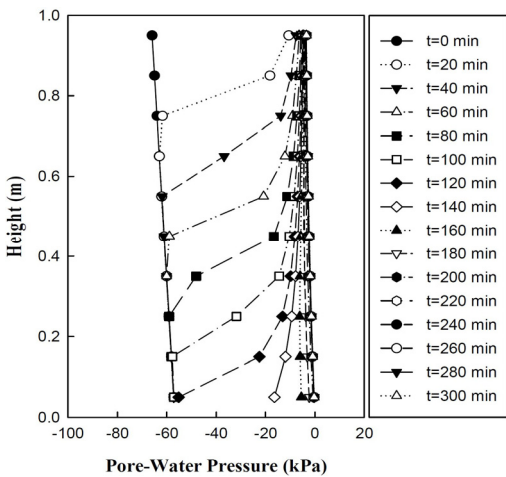 1.0
0.8
0.6
0.4
0.2
0.0
Height (m)
-100 -80 -60 -40 -20 0 20
Pore-Water Pressure (kPa)
t=0 min
t=20 min
t=40 min
t=60 min
t=80 min
t=100 min
t=120 min
t=140 min
t=160 min
t=180 min
t=200 min
t=220 min
t=240 min
t=260 min
t=280 min
t=300 min